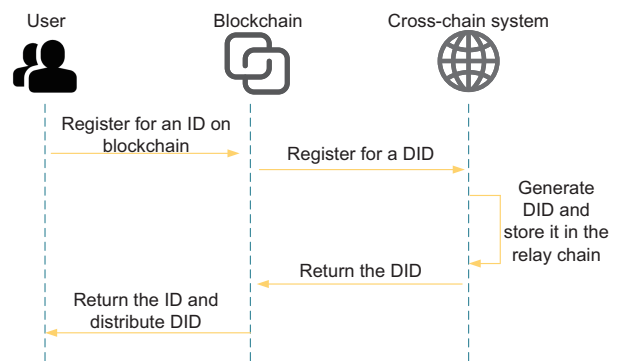 User
Blockchain
Cross-chain system
Register for an ID on
blockchain
Register for a DID
Generate
DID and
store it in the
relay chain
Return the DID
Return the ID and
distribute DID